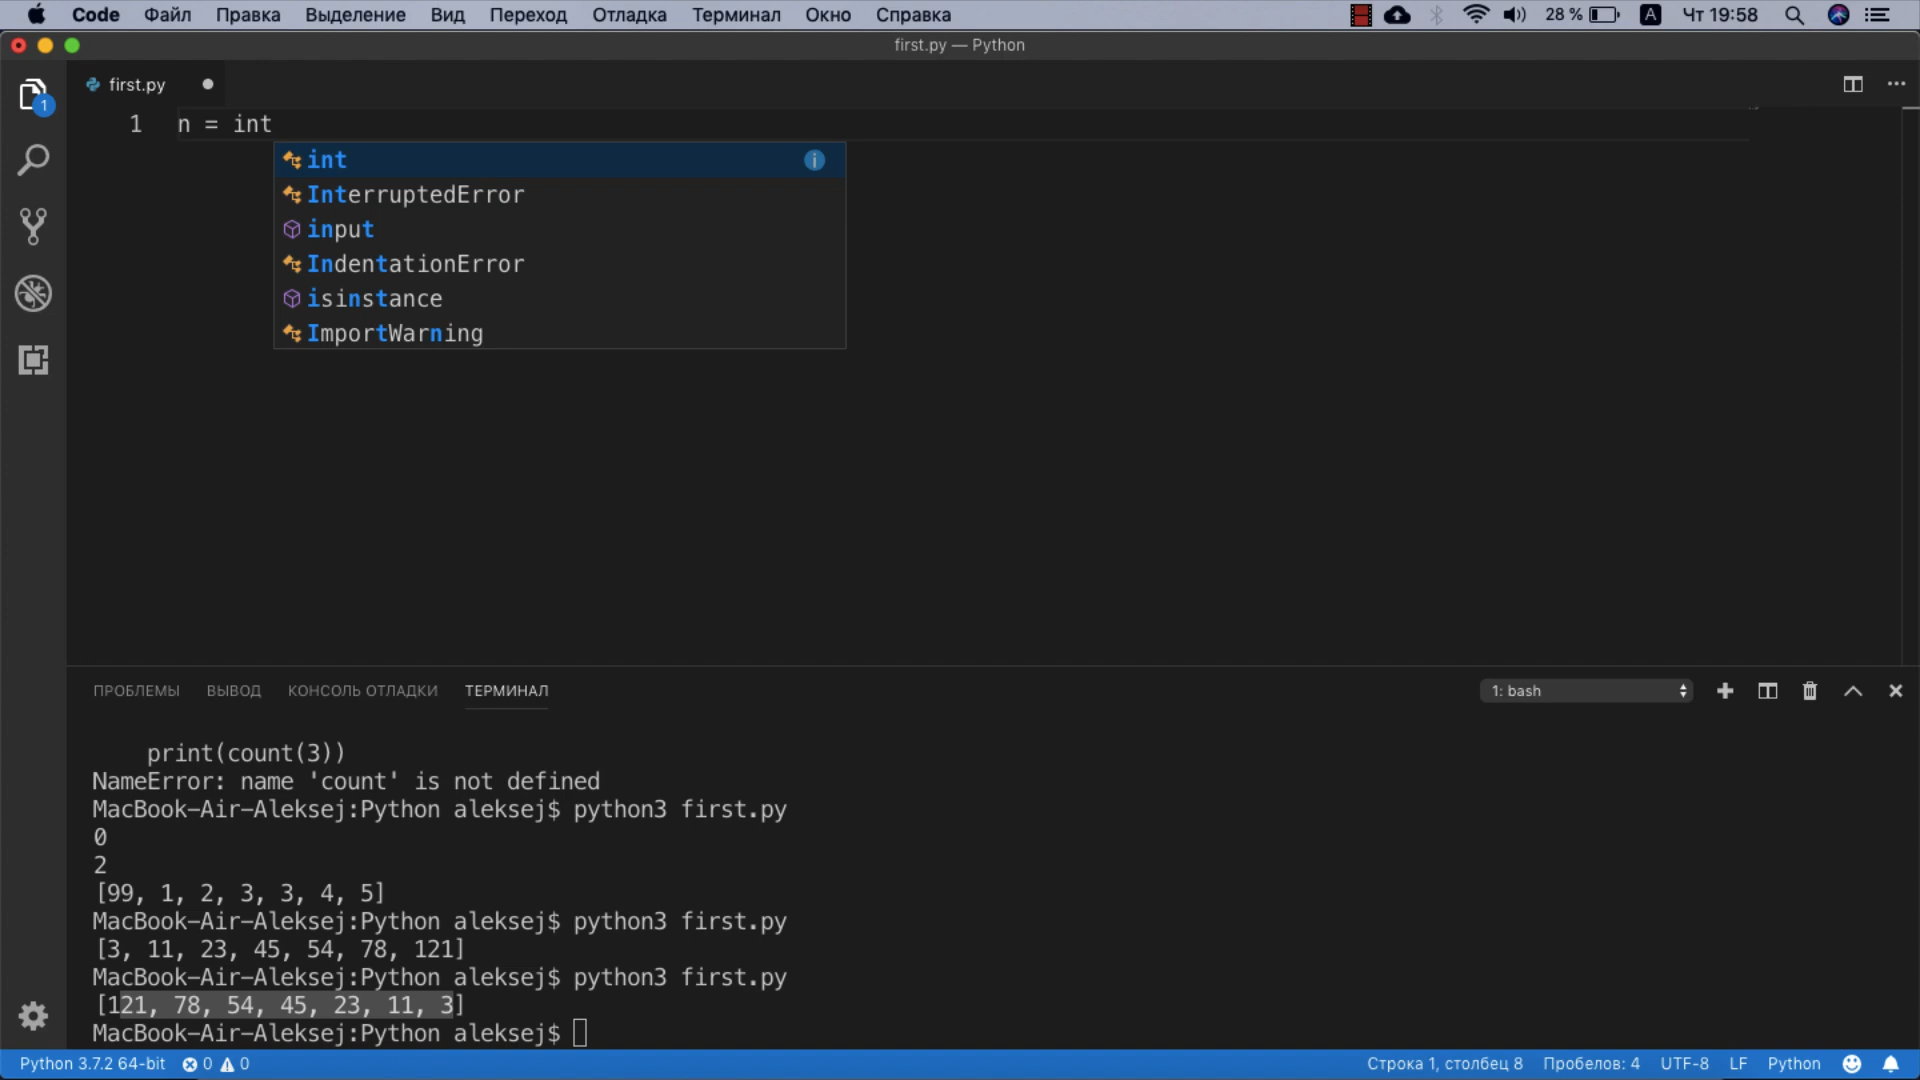 Code Файл Правка Выделение Вид Переход Отладка Терминал Окно Справка 28 % A Чт 19:58
first.py — Python
first.py
1
1 n = int
int
InterruptedError
input
IndentationError
isinstance
ImportWarning
ПРОБЛЕМЫ ВЫВОД КОНСОЛЬ ОТЛАДКИ ТЕРМИНАЛ 1: bash
print(count(3))
NameError: name 'count' is not defined
MacBook-Air-Aleksej:Python aleksej$ python3 first.py
0
2
[99, 1, 2, 3, 3, 4, 5]
MacBook-Air-Aleksej:Python aleksej$ python3 first.py
[3, 11, 23, 45, 54, 78, 121]
MacBook-Air-Aleksej:Python aleksej$ python3 first.py
[121, 78, 54, 45, 23, 11, 3]
MacBook-Air-Aleksej:Python aleksej$
Python 3.7.2 64-bit 0 0 Строка 1, столбец 8 Пробелов: 4 UTF-8 LF Python